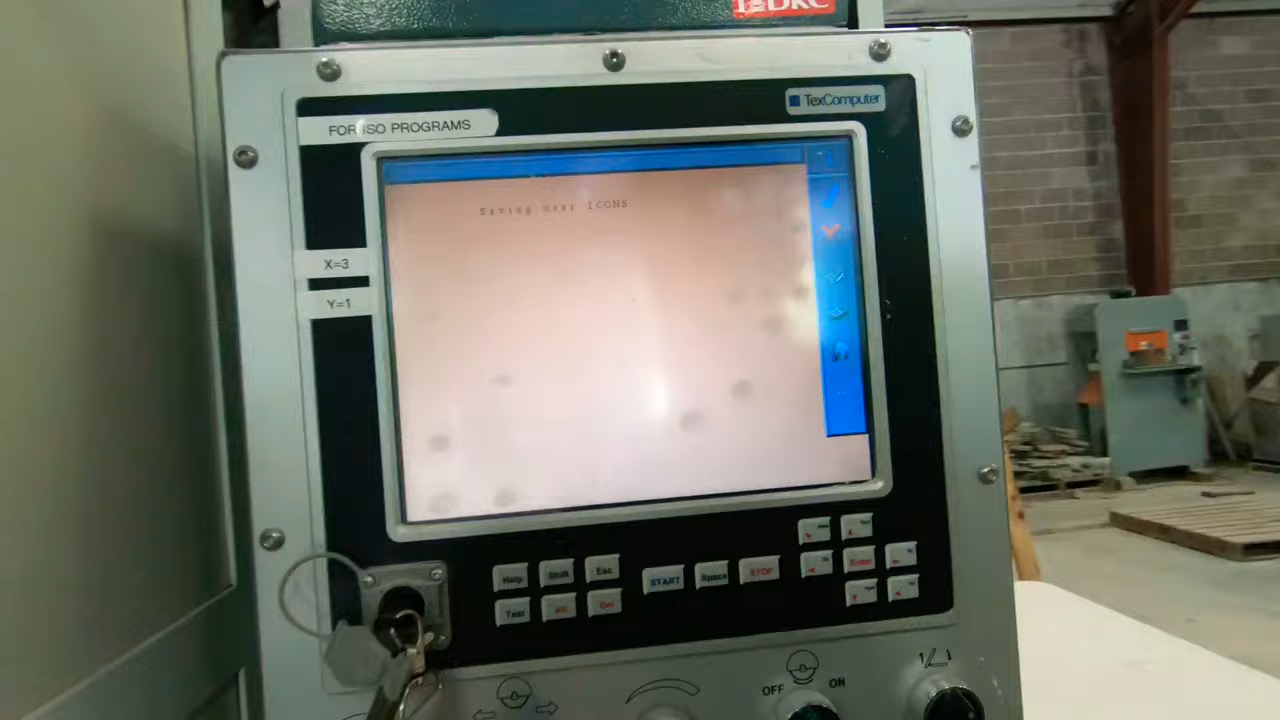 TexComputer
FOR ISO PROGRAMS
Saving ICONS
X=3
Y=1
Help Shift Esc
START Space STOP
Enter
Test Alt Del
OFF ON